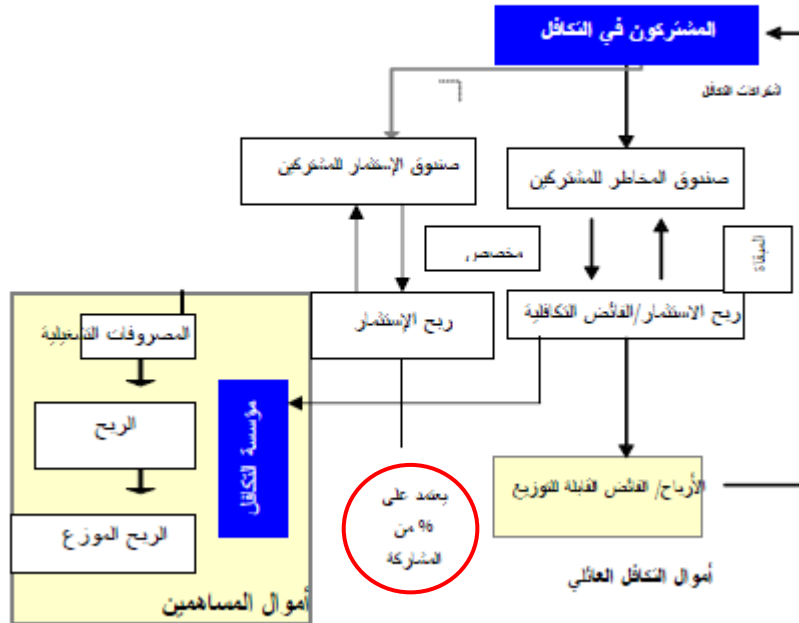 المشتركون في التكافل
اشتراكات التكافل
صندوق الإستثمار للمشتركين
صندوق المخاطر للمشتركين
مخصص
المبقاة
ربح الإستثمار
ربح الاستثمار/الفائض التكافلية
المصروفات التشغيلية
الربح
مؤسسة التكافل
الربح الموزع
أموال المساهمين
يعتمد على
% من
المشاركة
الأرباح/ الفائض القابلة للتوزيع
أموال التكافل العائلي